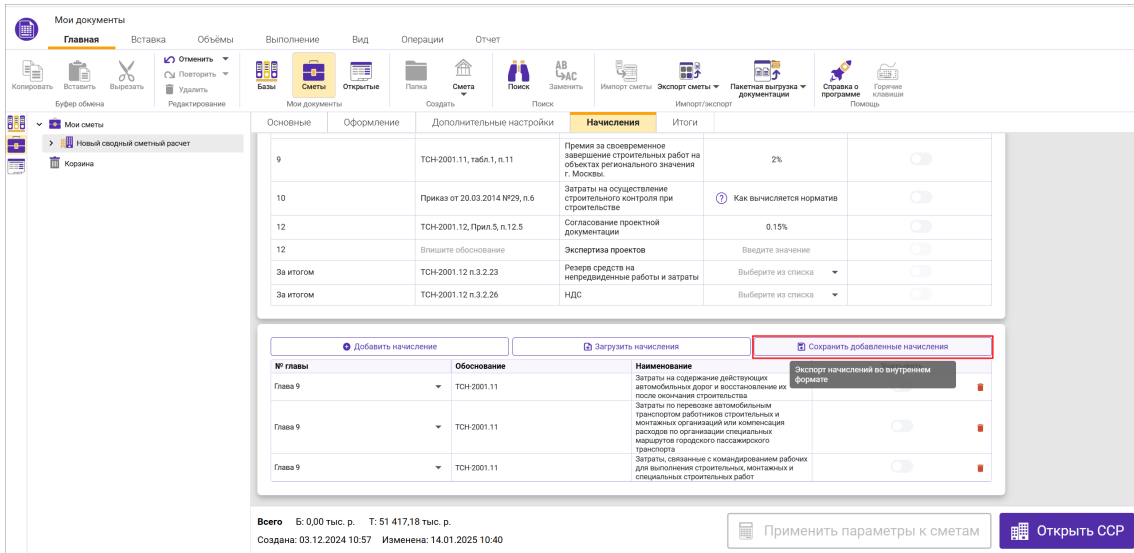 Мои документы
Главная Вставка Объёмы Выполнение Вид Операции Отчет
Копировать Вставить Вырезать Отменить Повторить Удалить Базы Сметы Открытые Папка Смета Поиск Заменить Импорт сметы Экспорт сметы Пакетная выгрузка документации Справка о программе Горячие клавиши
AB
AC
Буфер обмена Редактирование Мои документы Создать Поиск Импорт/экспорт Помощь
Мои сметы
Новый сводный сметный расчет
Корзина
Основные Оформление Дополнительные настройки Начисления Итоги
9 ТСН-2001.11, табл.1, п.11 Премия за своевременное 2%
завершение строительных работ на
объектах регионального значения
г. Москвы.
10 Приказ от 20.03.2014 №29, п.6 Затраты на осуществление ? Как вычисляется норматив
строительного контроля при
строительстве
12 ТСН-2001.12, Прил.5, п.12.5 Согласование проектной 0.15%
документации
12 Впишите обоснование Экспертиза проектов Введите значение
За итогом ТСН-2001.12 п.3.2.23 Резерв средств на Выберите из списка
непредвиденные работы и затраты
За итогом ТСН-2001.12 п.3.2.26 НДС Выберите из списка
Добавить начисление Загрузить начисления Сохранить добавленные начисления
№ главы Обоснование Наименование
Экспорт начислений во внутреннем
формате
Глава 9 ТСН-2001.11 Затраты на содержание действующих
автомобильных дорог и восстановление их
после окончания строительства
Глава 9 ТСН-2001.11 Затраты по перевозке автомобильным
транспортом работников строительных и
монтажных организаций или компенсация
расходов по организации специальных
маршрутов городского пассажирского
транспорта
Глава 9 ТСН-2001.11 Затраты, связанные с командированием рабочих
для выполнения строительных, монтажных и
специальных строительных работ
Всего Б: 0,00 тыс. р. Т: 51 417,18 тыс. р.
Создана: 03.12.2024 10:57 Изменена: 14.01.2025 10:40
Применить параметры к сметам Открыть ССР